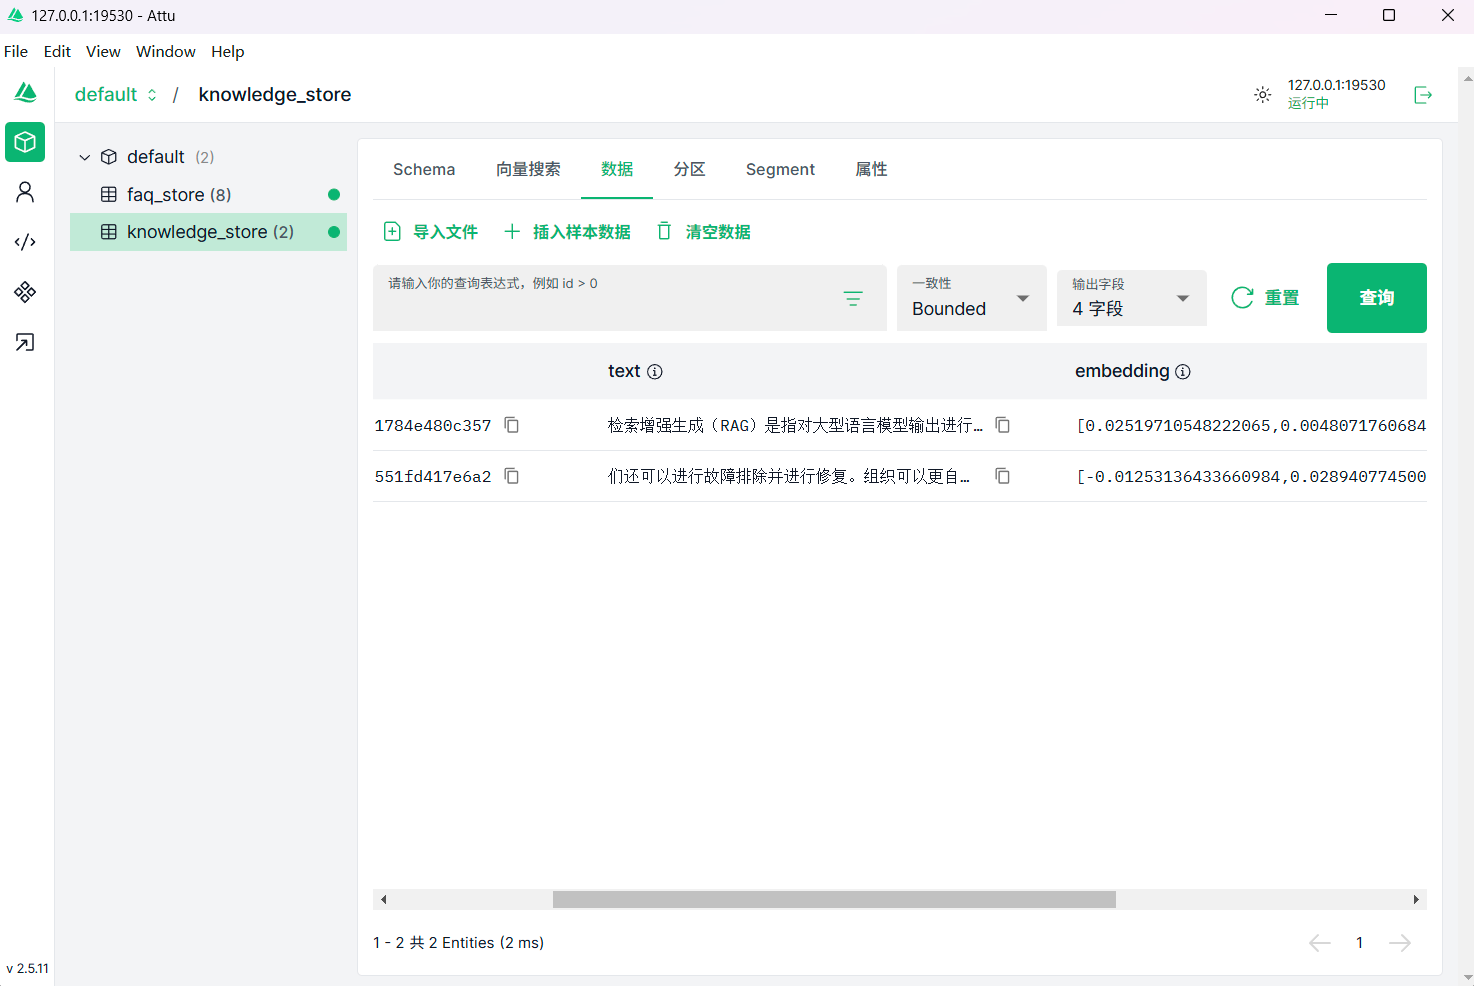 127.0.0.1:19530 - Attu
File Edit View Window Help
default / knowledge_store
127.0.0.1:19530
运行中
default (2)
faq_store (8)
knowledge_store (2)
Schema 向量搜索 数据 分区 Segment 属性
导入文件 插入样本数据 清空数据
请输入你的查询表达式，例如 id > 0
一致性
Bounded
输出字段
4 字段
重置
查询
text embedding
1784e480c357 检索增强生成（RAG）是指对大型语言模型输出进行... [0.02519710548222065,0.0048071760684
551fd417e6a2 们还可以进行故障排除并进行修复。组织可以更自... [-0.01253136433660984,0.028940774500
1 - 2 共 2 Entities (2 ms)
1
v 2.5.11